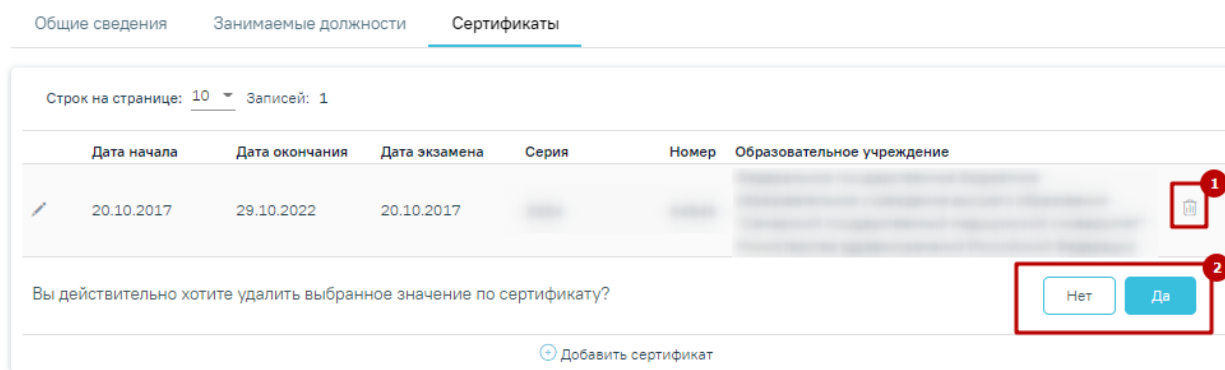 Общие сведения Занимаемые должности Сертификаты
Строк на странице: 10 Записей: 1
Дата начала Дата окончания Дата экзамена Серия Номер Образовательное учреждение
1
20.10.2017 29.10.2022 20.10.2017
2
Вы действительно хотите удалить выбранное значение по сертификату? Нет Да
Добавить сертификат